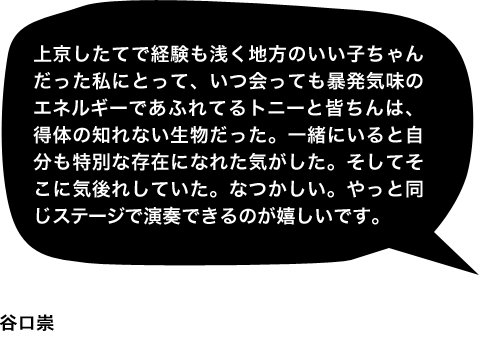 上京したてで経験も浅く地方のいい子ちゃん
だった私にとって、いつ会っても暴発気味の
エネルギーであふれてるトニーと皆ちんは、
得体の知れない生物だった。一緒にいると自
分も特別な存在になれた気がした。そしてそ
こに気後れしていた。なつかしい。やっと同
じステージで演奏できるのが嬉しいです。
谷口崇